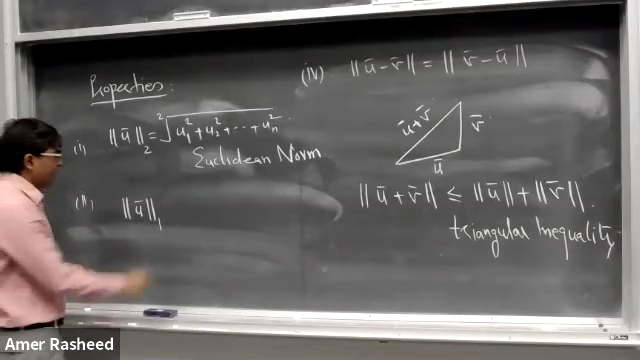 Properties:
(i) ||ū||₂ = ²√(u₁² + u₂² + ··· + uₙ²).
Euclidean Norm
(ii) ||ū||₁
(iv) ||ū - v̄|| = ||v̄ - ū||
ū+v̄
v̄
ū
||ū + v̄|| ≤ ||ū|| + ||v̄||.
triangular Inequality
Amer Rasheed